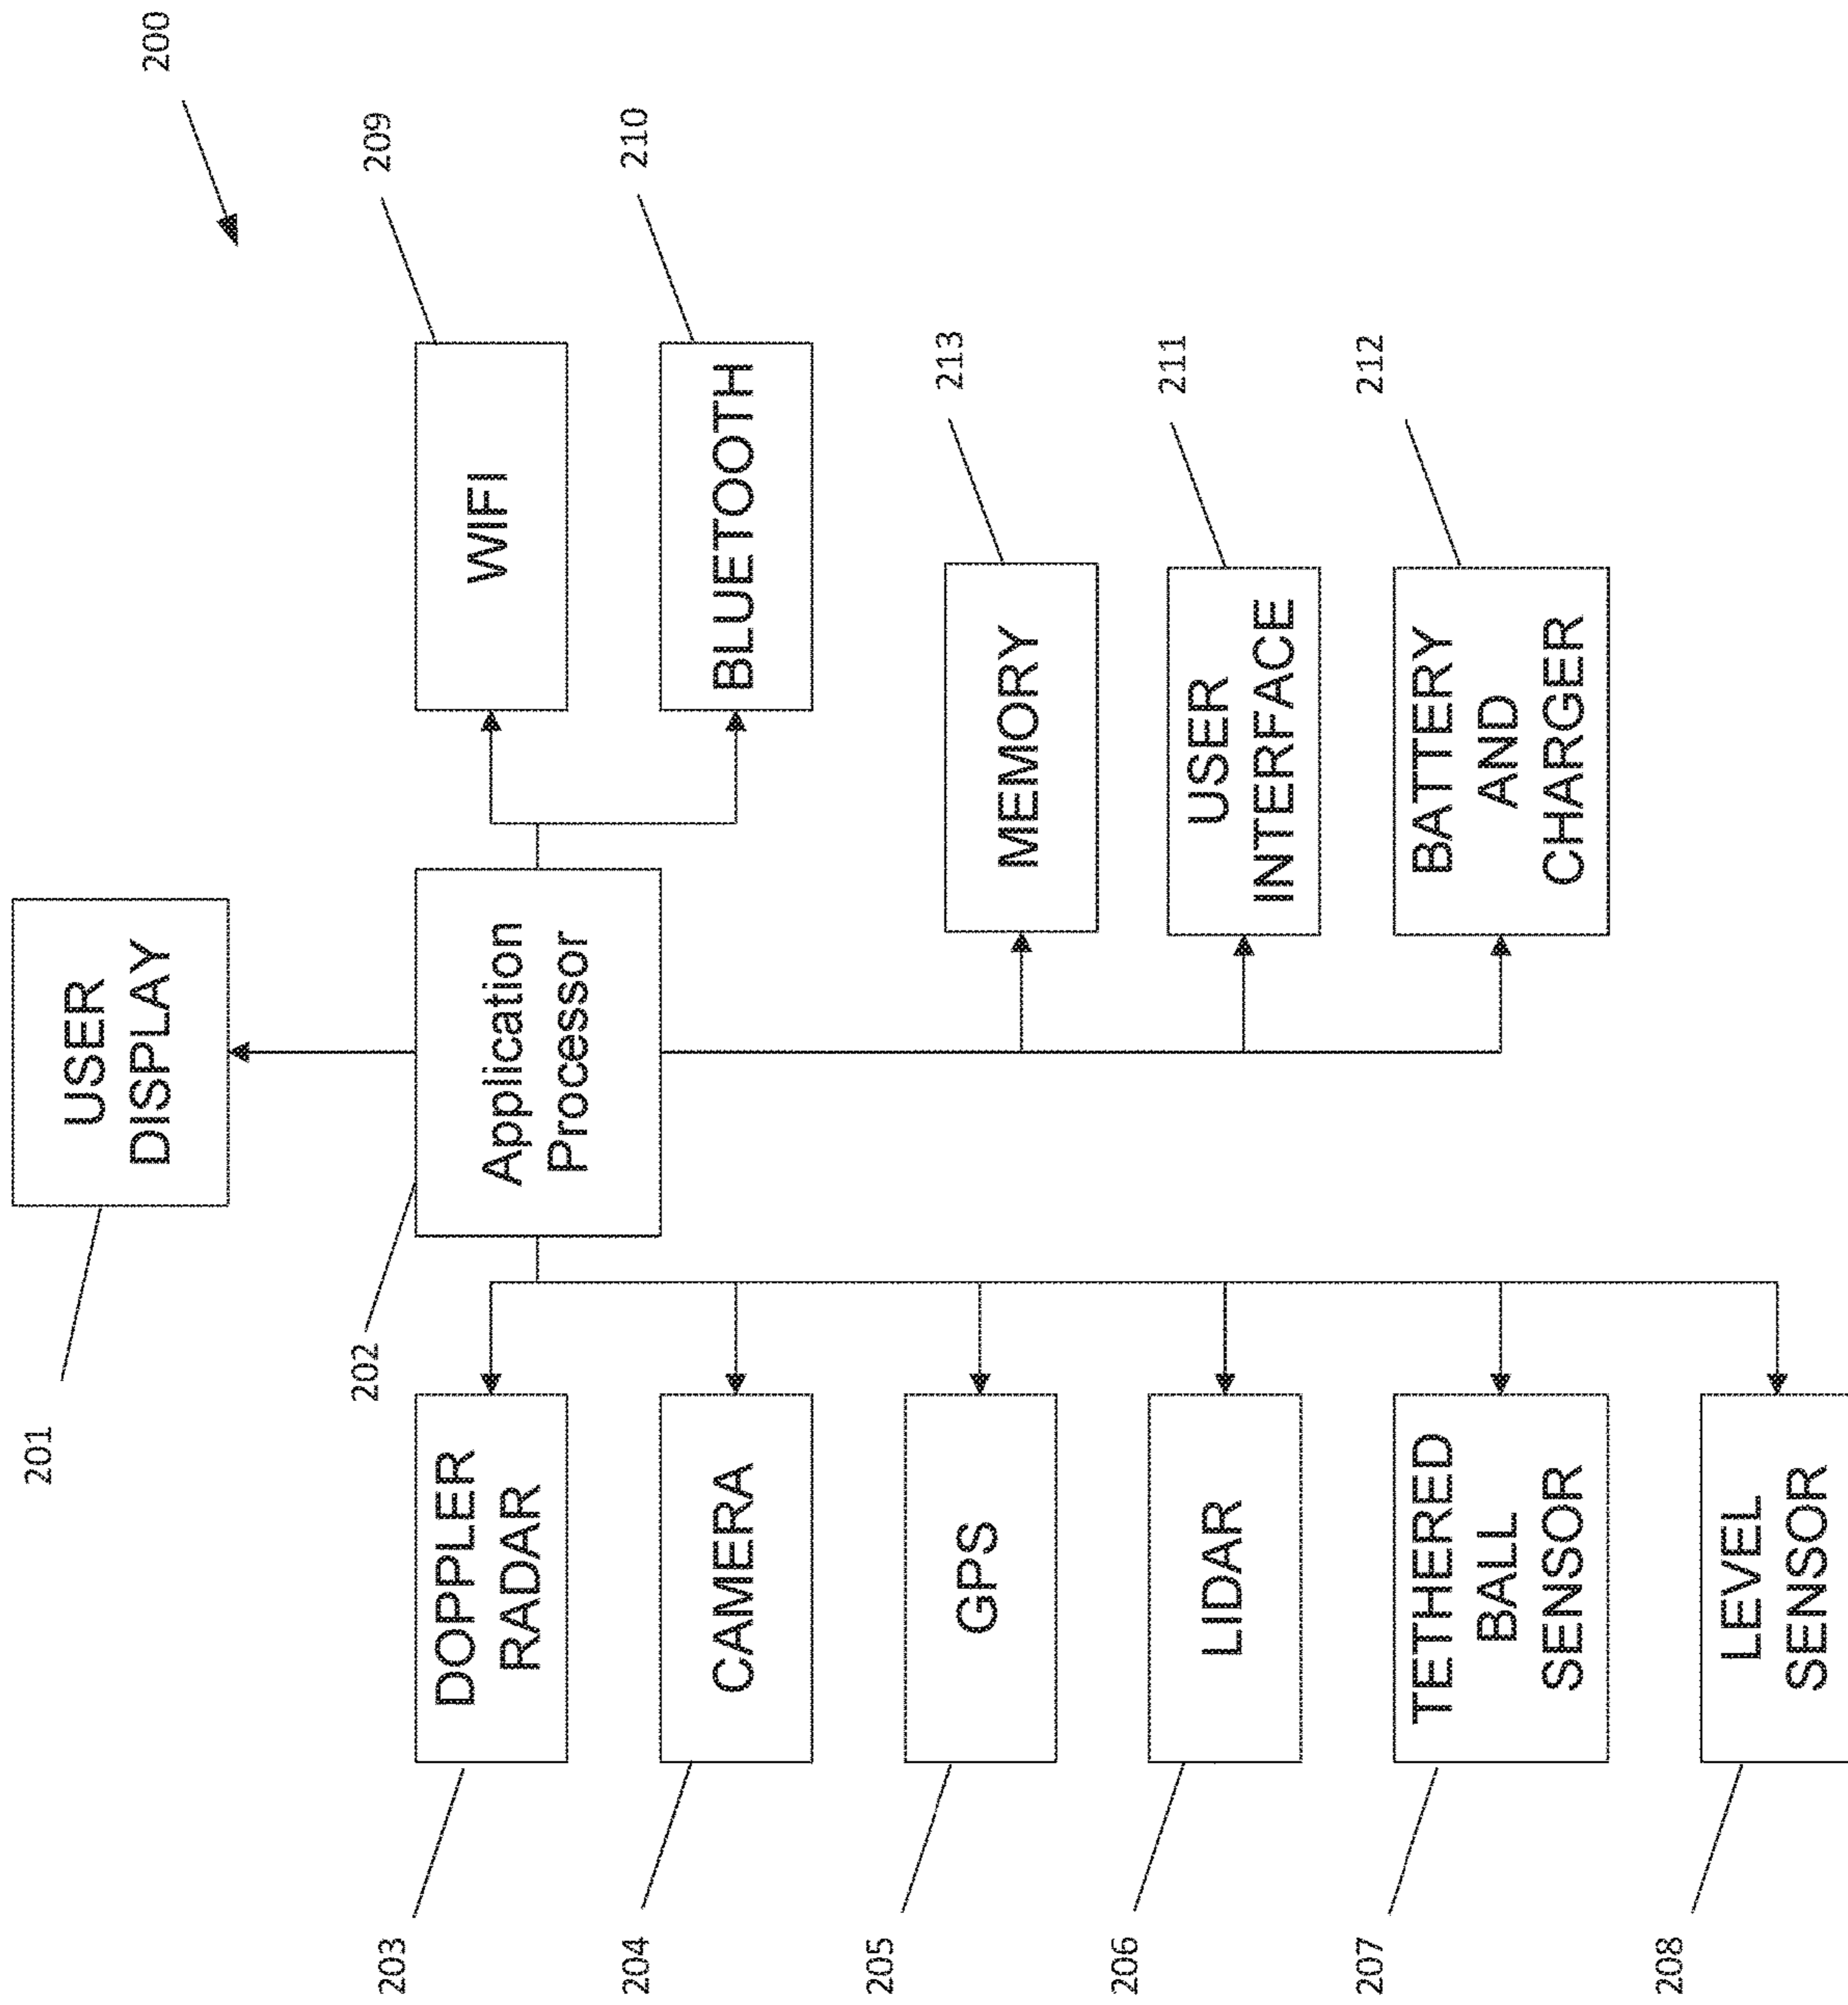 200
201
USER
DISPLAY
202
Application
Processor
203
DOPPLER
RADAR
204
CAMERA
205
GPS
206
LIDAR
207
TETHERED
BALL
SENSOR
208
LEVEL
SENSOR
209
WIFI
210
BLUETOOTH
213
MEMORY
211
USER
INTERFACE
212
BATTERY
AND
CHARGER